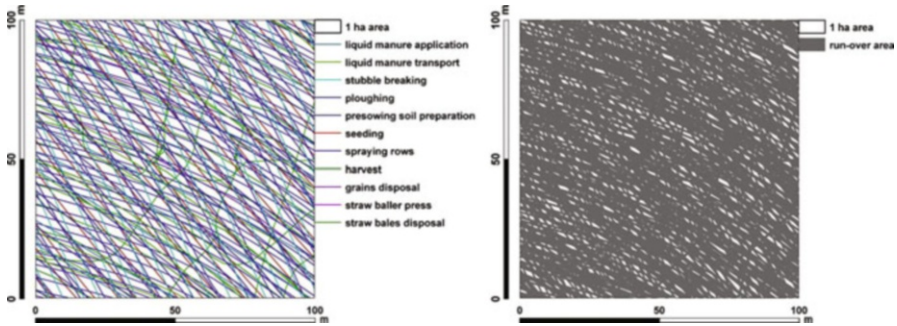 100
m
50
0
0
50
100
m
1 ha area
liquid manure application
liquid manure transport
stubble breaking
ploughing
presowing soil preparation
seeding
spraying rows
harvest
grains disposal
straw baller press
straw bales disposal
100
m
50
0
0
50
100
m
1 ha area
run-over area